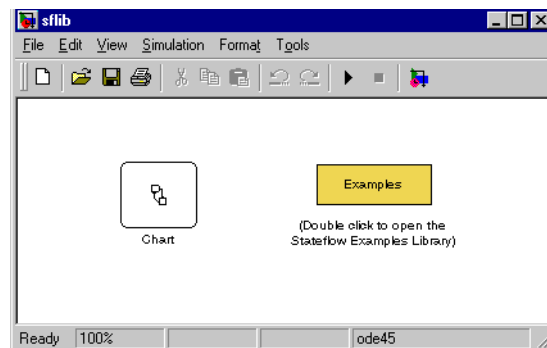 sflib
File Edit View Simulation Format Tools
Examples
Chart
(Double click to open the
Stateflow Examples Library)
Ready 100% ode45